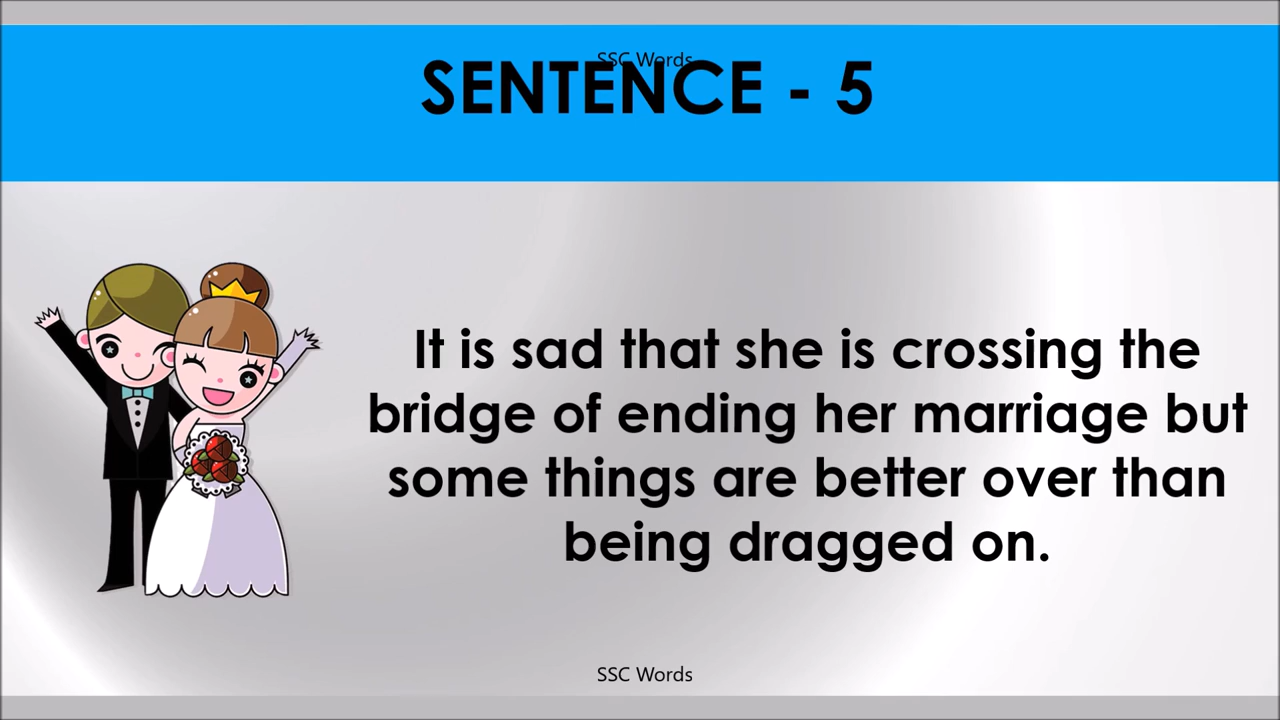 SSC Words
SENTENCE - 5
It is sad that she is crossing the
bridge of ending her marriage but
some things are better over than
being dragged on.
SSC Words